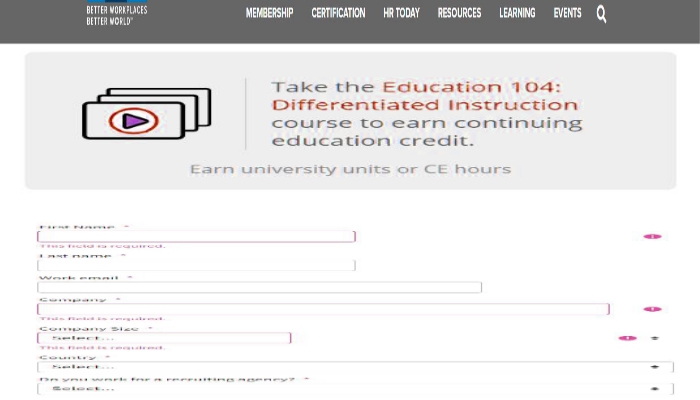 BETTER WORKPLACES
BETTER WORLD™
MEMBERSHIP CERTIFICATION HR TODAY RESOURCES LEARNING EVENTS
Take the Education 104:
Differentiated Instruction
course to earn continuing
education credit.
Earn university units or CE hours
First Name *
This field is required.
Last name *
Work email *
Company *
This field is required.
Company Size *
Select...
This field is required.
Country *
Select...
Do you work for a recruiting agency? *
Select...